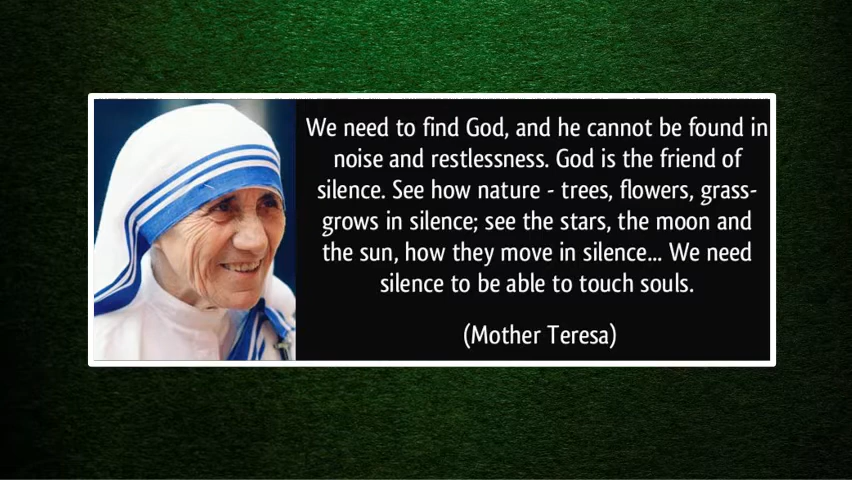 We need to find God, and he cannot be found in
noise and restlessness. God is the friend of
silence. See how nature - trees, flowers, grass-
grows in silence; see the stars, the moon and
the sun, how they move in silence... We need
silence to be able to touch souls.
(Mother Teresa)